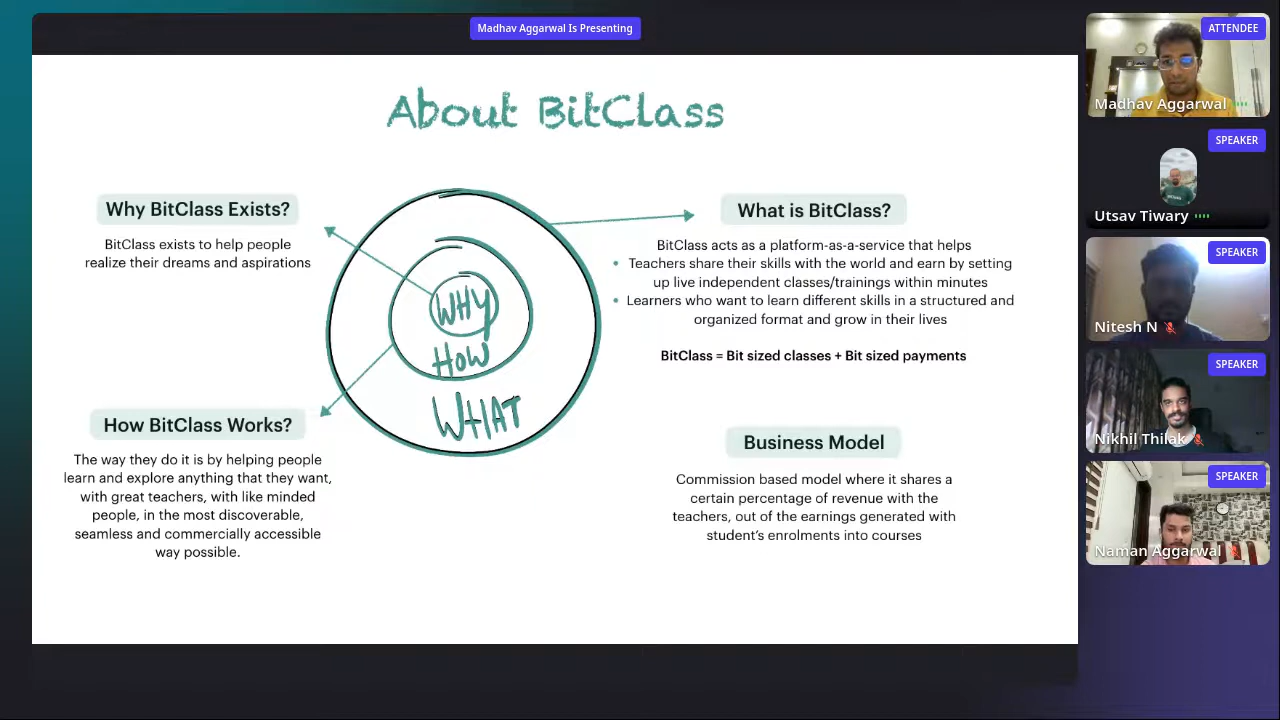 Madhav Aggarwal Is Presenting
About BitClass
Why BitClass Exists?
BitClass exists to help people
realize their dreams and aspirations
WHY
HOW
WHAT
How BitClass Works?
The way they do it is by helping people
learn and explore anything that they want,
with great teachers, with like minded
people, in the most discoverable,
seamless and commercially accessible
way possible.
What is BitClass?
BitClass acts as a platform-as-a-service that helps
• Teachers share their skills with the world and earn by setting
up live independent classes/trainings within minutes
• Learners who want to learn different skills in a structured and
organized format and grow in their lives
BitClass = Bit sized classes + Bit sized payments
Business Model
Commission based model where it shares a
certain percentage of revenue with the
teachers, out of the earnings generated with
student's enrolments into courses
ATTENDEE
Madhav Aggarwal
SPEAKER
Utsav Tiwary
SPEAKER
Nitesh N
SPEAKER
Nikhil Thilak
SPEAKER
Naman Aggarwal